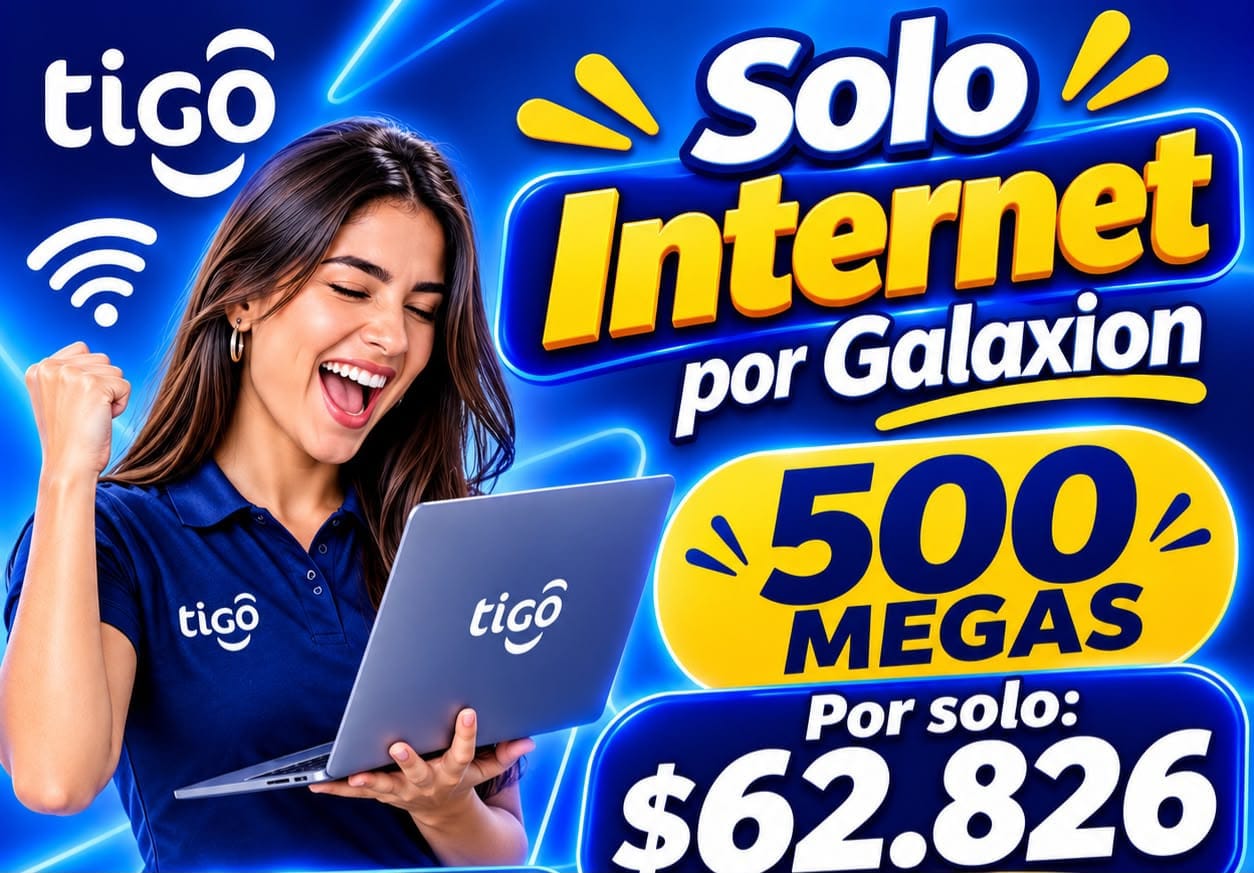 tigo
Solo
Internet
por Galaxion
500
MEGAS
tigo
tigo
Por solo:
$62.826